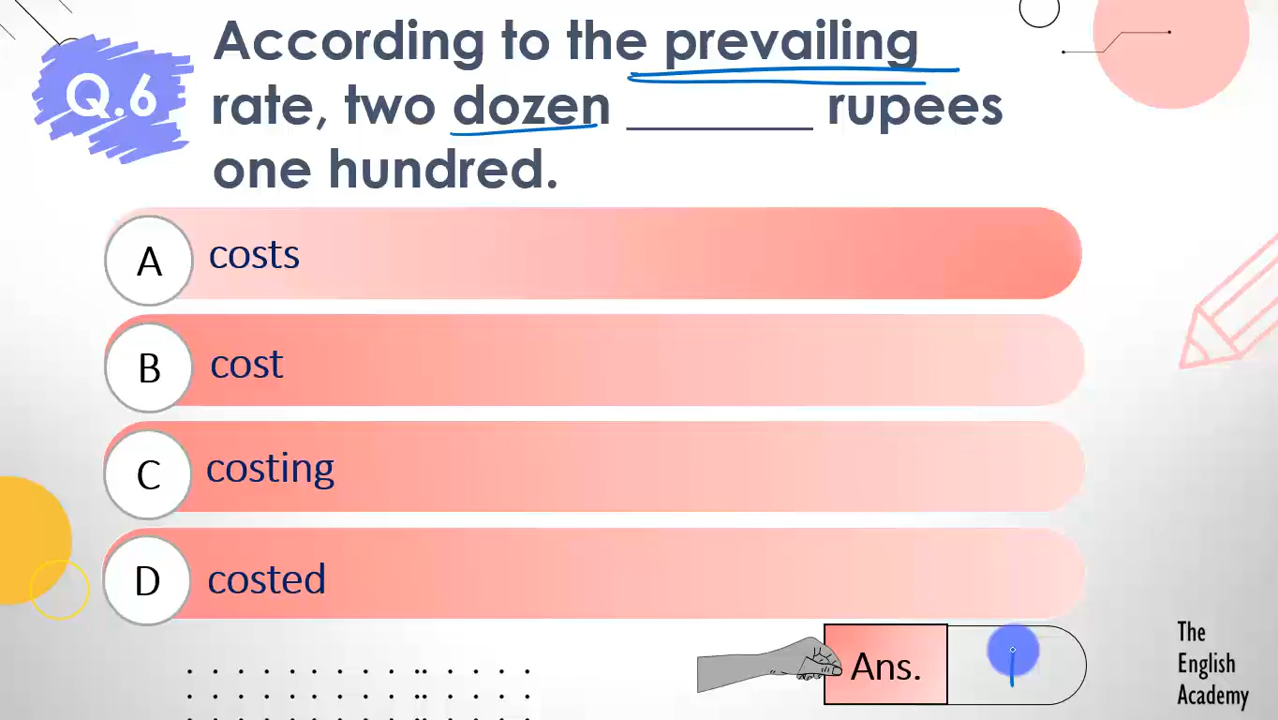 Q.6
According to the prevailing
rate, two dozen ________ rupees
one hundred.
A costs
B cost
C costing
D costed
Ans.
The
English
Academy